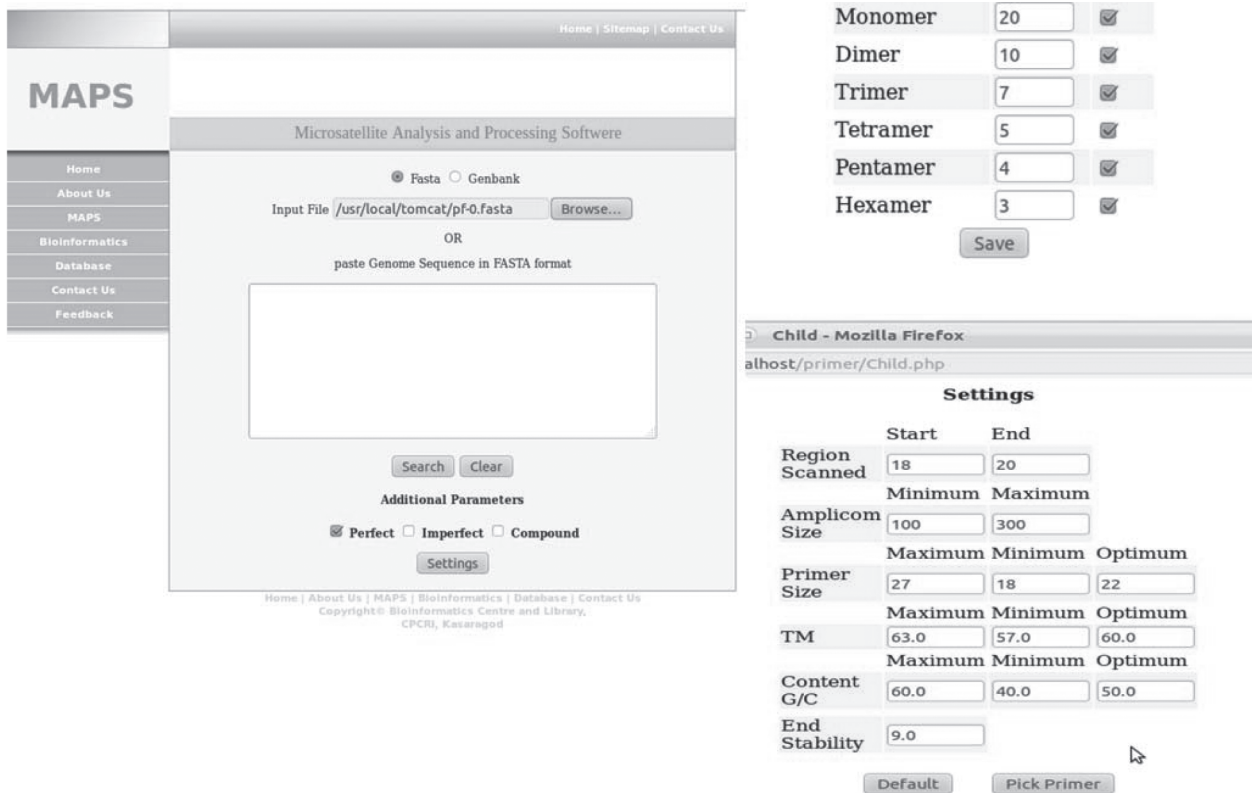 Home | Sitemap | Contact Us
MAPS
Microsatellite Analysis and Processing Softwere
Home
About Us
MAPS
Bioinformatics
Database
Contact Us
Feedback
Fasta Genbank
Input File /usr/local/tomcat/pf-0.fasta Browse...
OR
paste Genome Sequence in FASTA format
Search Clear
Additional Parameters
Perfect Imperfect Compound
Settings
Home | About Us | MAPS | Bioinformatics | Database | Contact Us
Copyright© Bioinformatics Centre and Library,
CPCRI, Kasaragod
Monomer 20
Dimer 10
Trimer 7
Tetramer 5
Pentamer 4
Hexamer 3
Save
Child - Mozilla Firefox
alhost/primer/Child.php
Settings
Start End
Region Scanned 18 20
Minimum Maximum
Amplicom Size 100 300
Maximum Minimum Optimum
Primer Size 27 18 22
Maximum Minimum Optimum
TM 63.0 57.0 60.0
Maximum Minimum Optimum
Content G/C 60.0 40.0 50.0
End Stability 9.0
Default Pick Primer